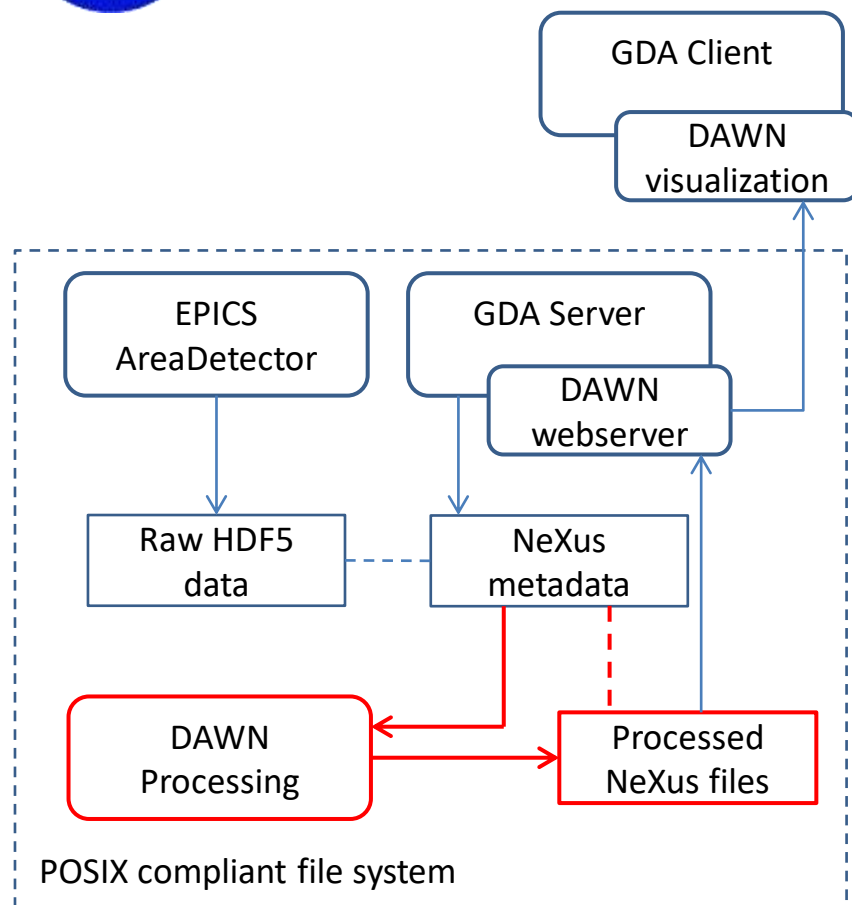 GDA Client
DAWN
visualization
EPICS
AreaDetector
GDA Server
DAWN
webserver
Raw HDF5
data
NeXus
metadata
DAWN
Processing
Processed
NeXus files
POSIX compliant file system